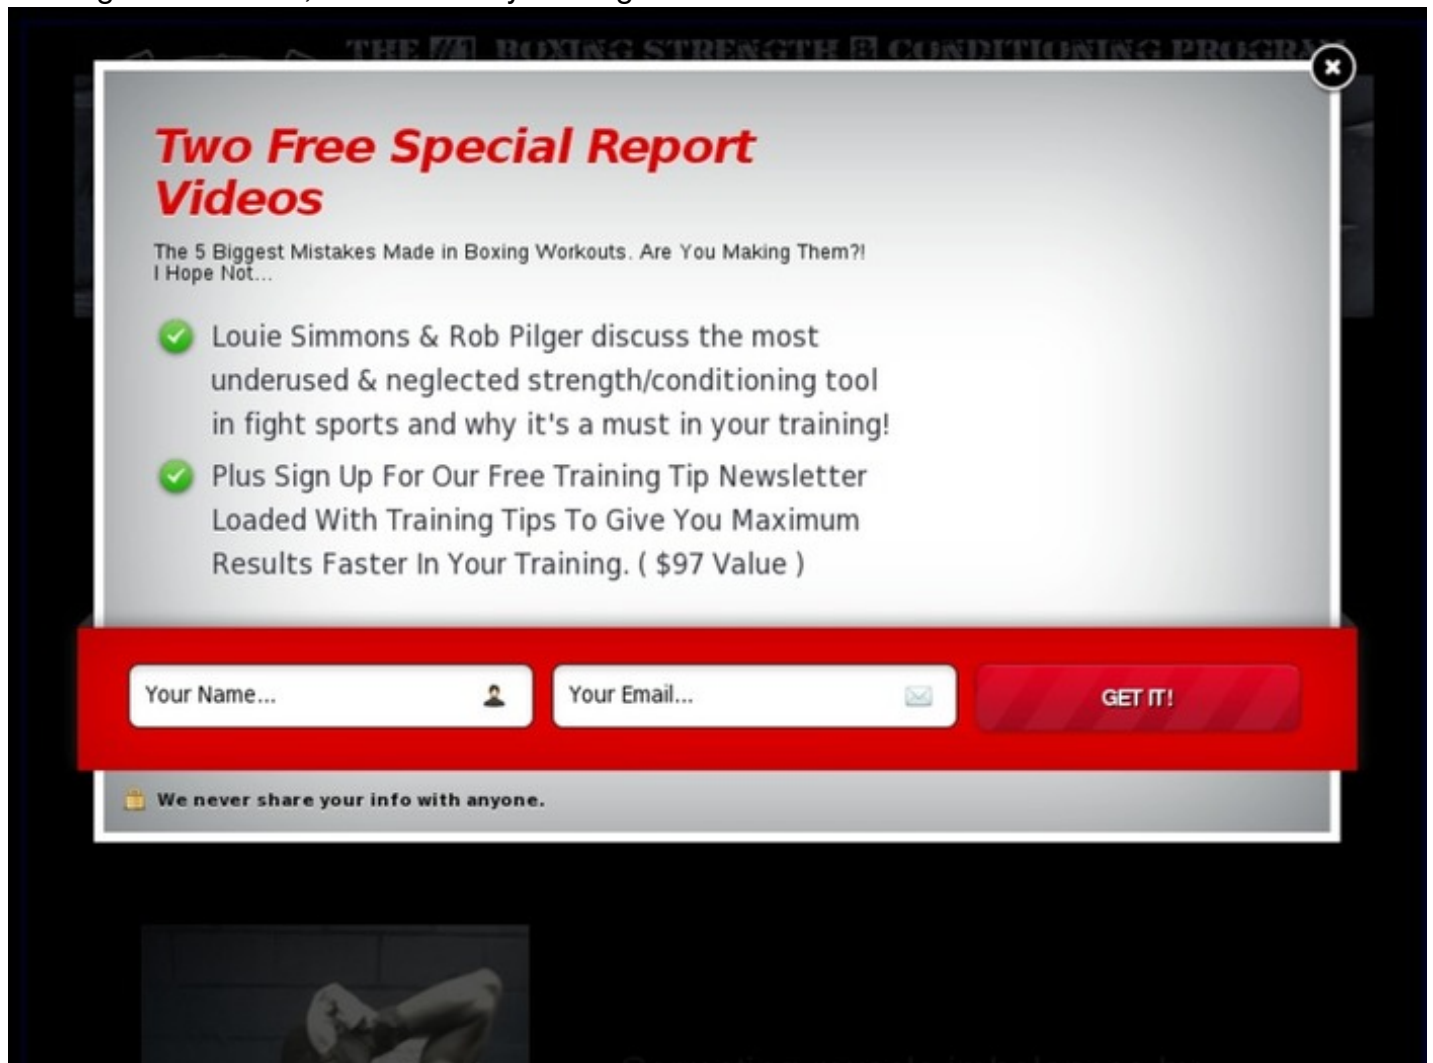 THE #1 BOXING STRENGTH & CONDITIONING PROGRAM
Two Free Special Report
Videos
The 5 Biggest Mistakes Made in Boxing Workouts. Are You Making Them?!
I Hope Not...
Louie Simmons & Rob Pilger discuss the most
underused & neglected strength/conditioning tool
in fight sports and why it's a must in your training!
Plus Sign Up For Our Free Training Tip Newsletter
Loaded With Training Tips To Give You Maximum
Results Faster In Your Training. ( $97 Value )
Your Name...
Your Email...
GET IT!
We never share your info with anyone.